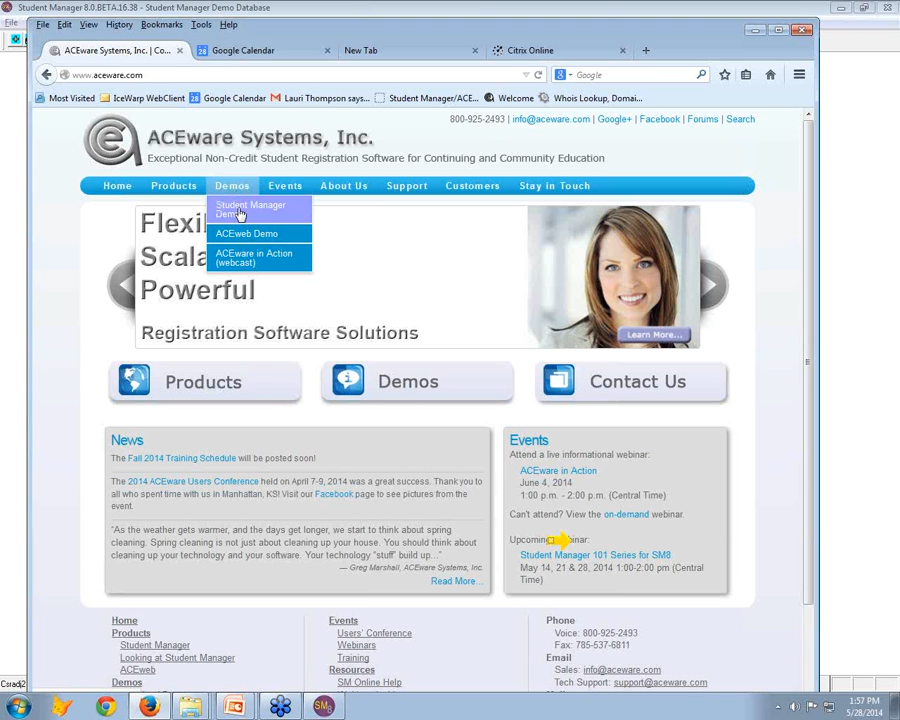 Student Manager 8.0.BETA.16.38 - Student Manager Demo Database
File
File Edit View History Bookmarks Tools Help
ACEware Systems, Inc. | Co...
Google Calendar
New Tab
Citrix Online
www.aceware.com
Google
Most Visited
IceWarp WebClient
Google Calendar
Lauri Thompson says...
Student Manager/ACE...
Welcome
Whois Lookup, Domai...
800-925-2493 | info@aceware.com | Google+ | Facebook | Forums | Search
ACEware Systems, Inc.
Exceptional Non-Credit Student Registration Software for Continuing and Community Education
Home Products Demos Events About Us Support Customers Stay in Touch
Student Manager
Demo
ACEweb Demo
ACEware in Action
(webcast)
Powerful
Registration Software Solutions
Learn More...
Products
Demos
Contact Us
News
The Fall 2014 Training Schedule will be posted soon!
The 2014 ACEware Users Conference held on April 7-9, 2014 was a great success. Thank you to
all who spent time with us in Manhattan, KS! Visit our Facebook page to see pictures from the
event.
“As the weather gets warmer, and the days get longer, we start to think about spring
cleaning. Spring cleaning is not just about cleaning up your house. You should think about
cleaning up your technology and your software. Your technology “stuff” build up...”
— Greg Marshall, ACEware Systems, Inc.
Read More...
Events
Attend a live informational webinar:
ACEware in Action
June 4, 2014
1:00 p.m. - 2:00 p.m. (Central Time)
Can't attend? View the on-demand webinar.
Upcoming
Student Manager 101 Series for SM8
May 14, 21 & 28, 2014 1:00-2:00 pm (Central
Time)
Home
Products
Student Manager
Looking at Student Manager
ACEweb
Demos
Events
Users' Conference
Webinars
Training
Resources
SM Online Help
Phone
Voice: 800-925-2493
Fax: 785-537-6811
Email
Sales: info@aceware.com
Tech Support: support@aceware.com
Csradj2
SM8
1:57 PM
5/28/2014